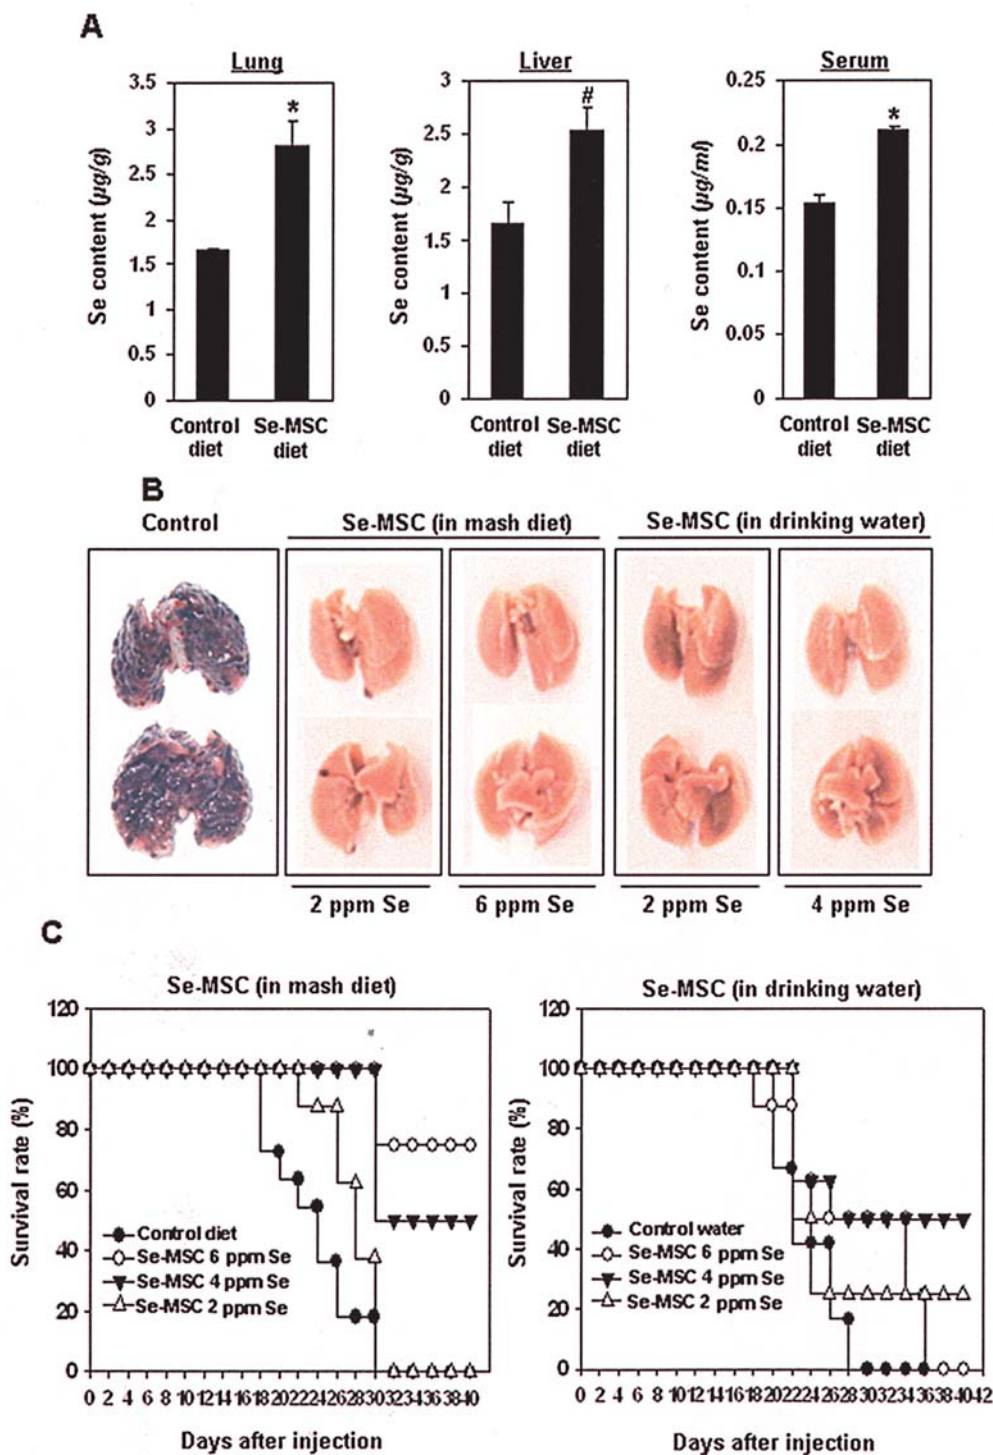 A
Lung
Liver
Serum
Se content (µg/g)
3.5
3
2.5
2
1.5
1
0.5
0
*
Control diet
Se-MSC diet
Se content (µg/g)
3
2.5
2
1.5
1
0.5
0
#
Control diet
Se-MSC diet
Se content (µg/ml)
0.25
0.2
0.15
0.1
0.05
0
*
Control diet
Se-MSC diet
B
Control
Se-MSC (in mash diet)
Se-MSC (in drinking water)
2 ppm Se
6 ppm Se
2 ppm Se
4 ppm Se
C
Se-MSC (in mash diet)
Survival rate (%)
120
100
80
60
40
20
0
Control diet
Se-MSC 6 ppm Se
Se-MSC 4 ppm Se
Se-MSC 2 ppm Se
0 2 4 6 8 10 12 14 16 18 20 22 24 26 28 30 32 34 36 38 40
Days after injection
Se-MSC (in drinking water)
Survival rate (%)
120
100
80
60
40
20
0
Control water
Se-MSC 6 ppm Se
Se-MSC 4 ppm Se
Se-MSC 2 ppm Se
0 2 4 6 8 10 12 14 16 18 20 22 24 26 28 30 32 34 36 38 40 42
Days after injection